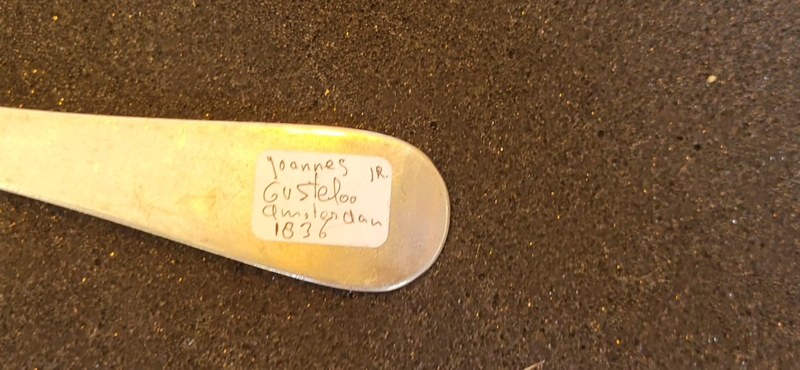 Joannes JR.
Gusteloo
Amsterdam
1836